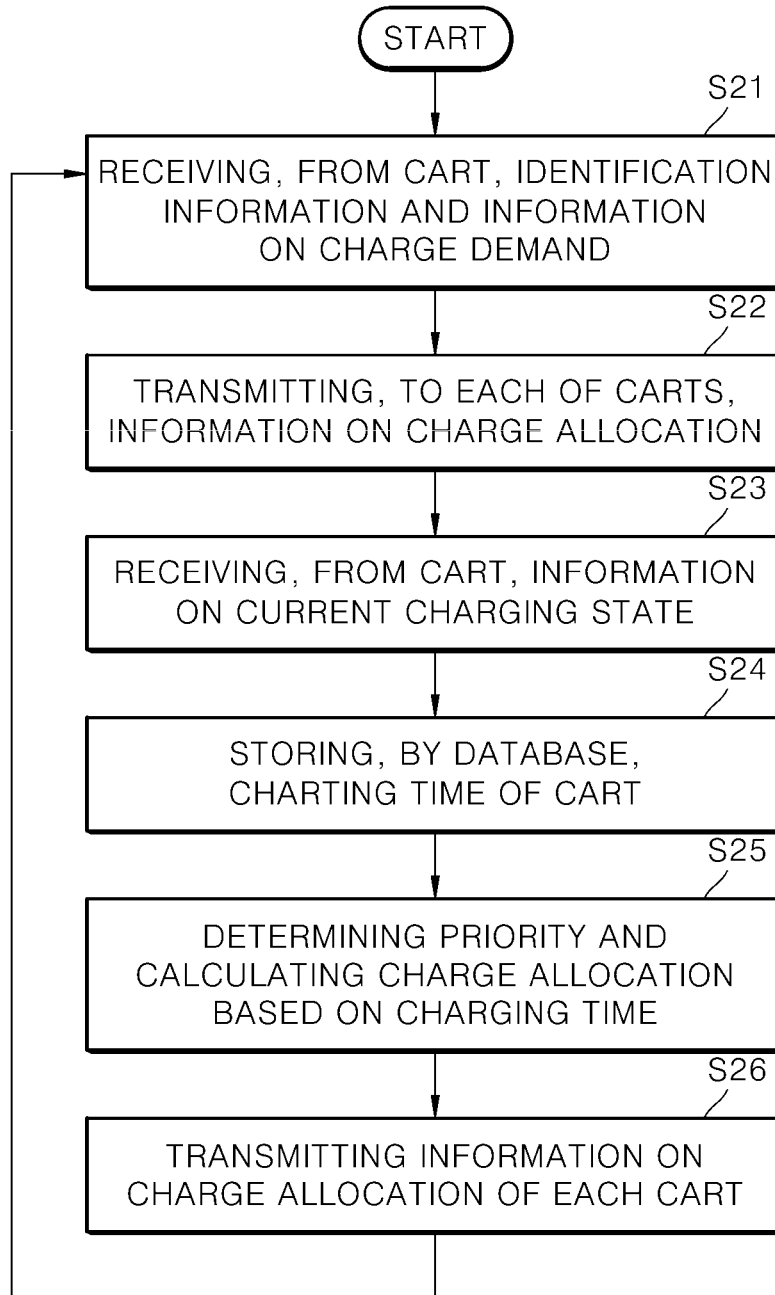 START
S21
RECEIVING, FROM CART, IDENTIFICATION
INFORMATION AND INFORMATION
ON CHARGE DEMAND
S22
TRANSMITTING, TO EACH OF CARTS,
INFORMATION ON CHARGE ALLOCATION
S23
RECEIVING, FROM CART, INFORMATION
ON CURRENT CHARGING STATE
S24
STORING, BY DATABASE,
CHARTING TIME OF CART
S25
DETERMINING PRIORITY AND
CALCULATING CHARGE ALLOCATION
BASED ON CHARGING TIME
S26
TRANSMITTING INFORMATION ON
CHARGE ALLOCATION OF EACH CART